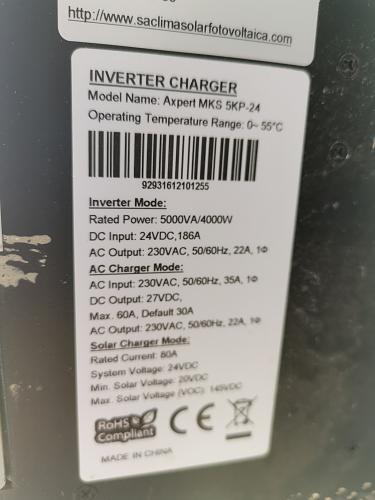 http://www.saclimasolarfotovoltaica.com
INVERTER CHARGER
Model Name: Axpert MKS 5KP-24
Operating Temperature Range: 0~ 55°C
92931612101255
Inverter Mode:
Rated Power: 5000VA/4000W
DC Input: 24VDC,186A
AC Output: 230VAC, 50/60Hz, 22A, 1Φ
AC Charger Mode:
AC Input: 230VAC, 50/60Hz, 35A, 1Φ
DC Output: 27VDC,
Max. 60A, Default 30A
AC Output: 230VAC, 50/60Hz, 22A, 1Φ
Solar Charger Mode:
Rated Current: 80A
System Voltage: 24VDC
Min. Solar Voltage: 20VDC
Max. Solar Voltage (VOC): 145VDC
RoHS
Compliant
CE
MADE IN CHINA